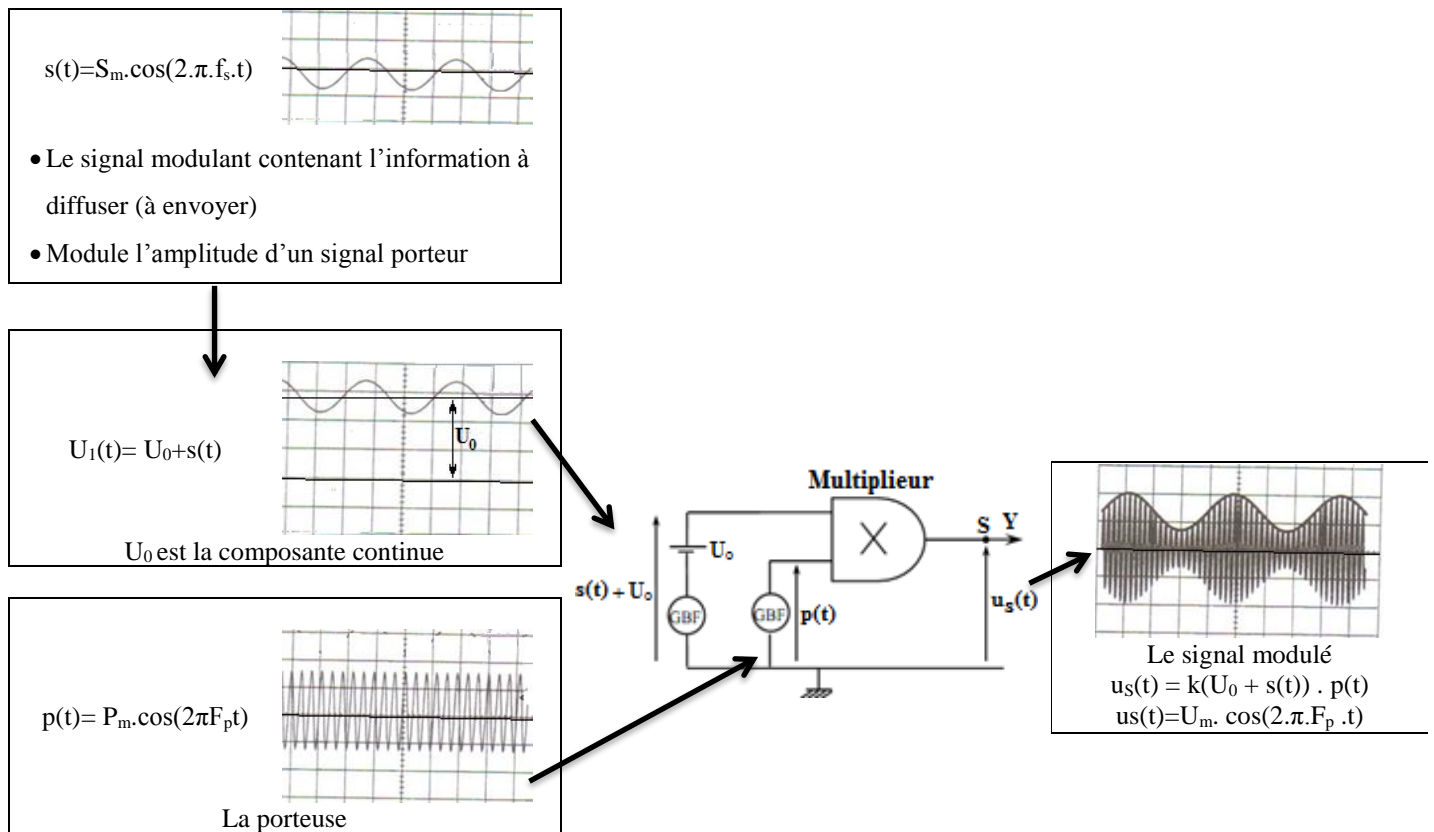 s(t)=Sm.cos(2.π.fs.t)
• Le signal modulant contenant l’information à
diffuser (à envoyer)
• Module l’amplitude d’un signal porteur
U0
U1(t)= U0+s(t)
U0 est la composante continue
p(t)= Pm.cos(2πFpt)
La porteuse
Multiplieur
X
S Y
Uo
s(t) + Uo
GBF
GBF
p(t)
us(t)
Le signal modulé
uS(t) = k(U0 + s(t)) . p(t)
us(t)=Um. cos(2.π.Fp .t)